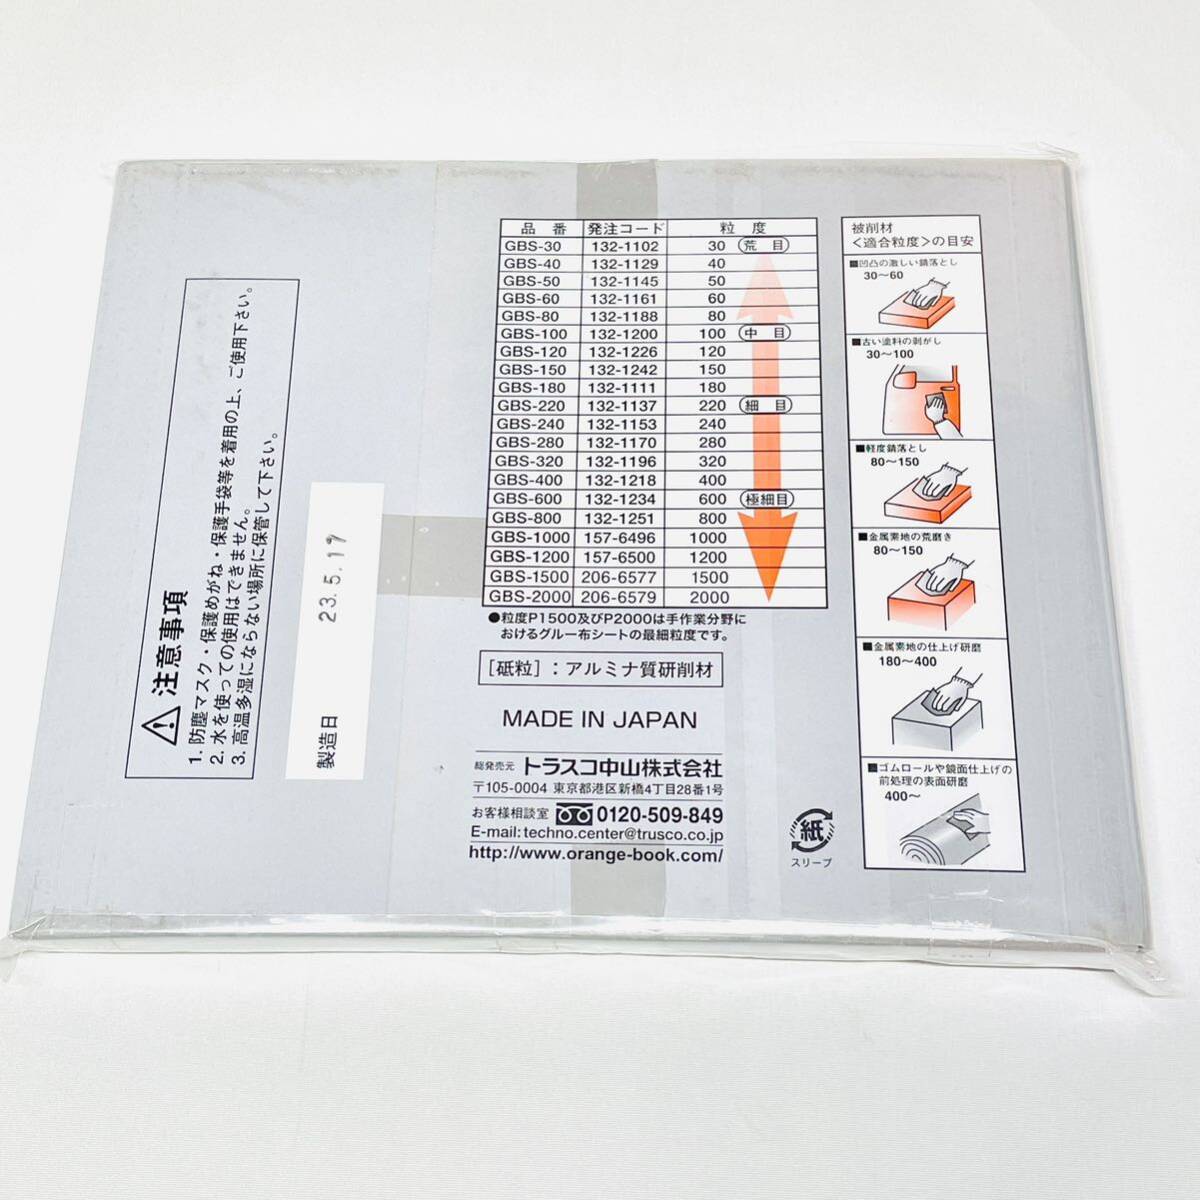 ⚠ 注意事項
1. 防塵マスク・保護めがね・保護手袋等を着用の上、ご使用下さい。
2. 水を使っての使用はできません。
3. 高温多湿にならない場所に保管して下さい。
製造日 23.5.19
品 番 発注コード 粒 度
GBS-30 132-1102 30 荒 目
GBS-40 132-1129 40
GBS-50 132-1145 50
GBS-60 132-1161 60
GBS-80 132-1188 80
GBS-100 132-1200 100 中 目
GBS-120 132-1226 120
GBS-150 132-1242 150
GBS-180 132-1111 180
GBS-220 132-1137 220 細 目
GBS-240 132-1153 240
GBS-280 132-1170 280
GBS-320 132-1196 320
GBS-400 132-1218 400
GBS-600 132-1234 600 極細目
GBS-800 132-1251 800
GBS-1000 157-6496 1000
GBS-1200 157-6500 1200
GBS-1500 206-6577 1500
GBS-2000 206-6579 2000
●粒度P1500及びP2000は手作業分野に
おけるグルー布シートの最細粒度です。
[砥粒]：アルミナ質研削材
MADE IN JAPAN
総発売元 トラスコ中山株式会社
〒105-0004 東京都港区新橋4丁目28番1号
お客様相談室 0120-509-849
E-mail: techno.center@trusco.co.jp
http://www.orange-book.com/
紙
スリーブ
被削材
＜適合粒度＞の目安
■凹凸の激しい錆落とし
30〜60
■古い塗料の剥がし
30〜100
■軽度錆落とし
80〜150
■金属素地の荒磨き
80〜150
■金属素地の仕上げ研磨
180〜400
■ゴムロールや鏡面仕上げの
前処理の表面研磨
400〜